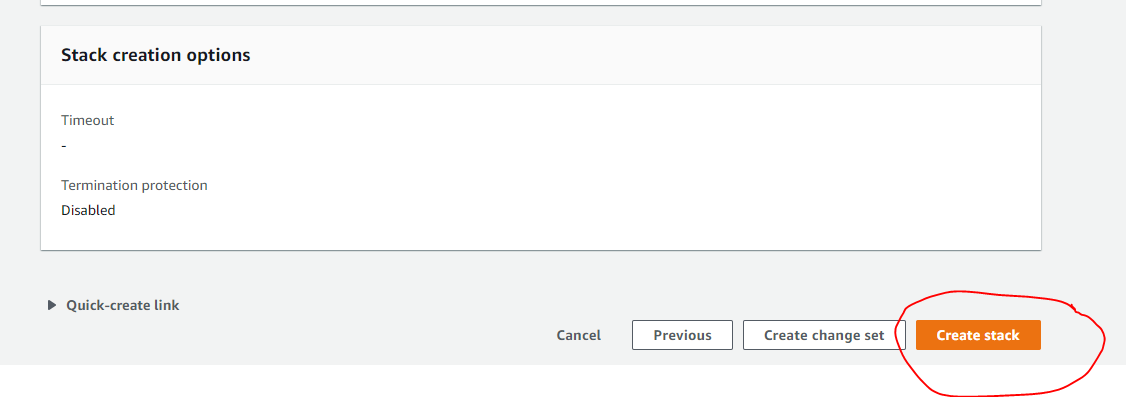 Stack creation options
Timeout
-
Termination protection
Disabled
Quick-create link
Cancel
Previous
Create change set
Create stack